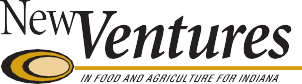 New Ventures
IN FOOD AND AGRICULTURE FOR INDIANA